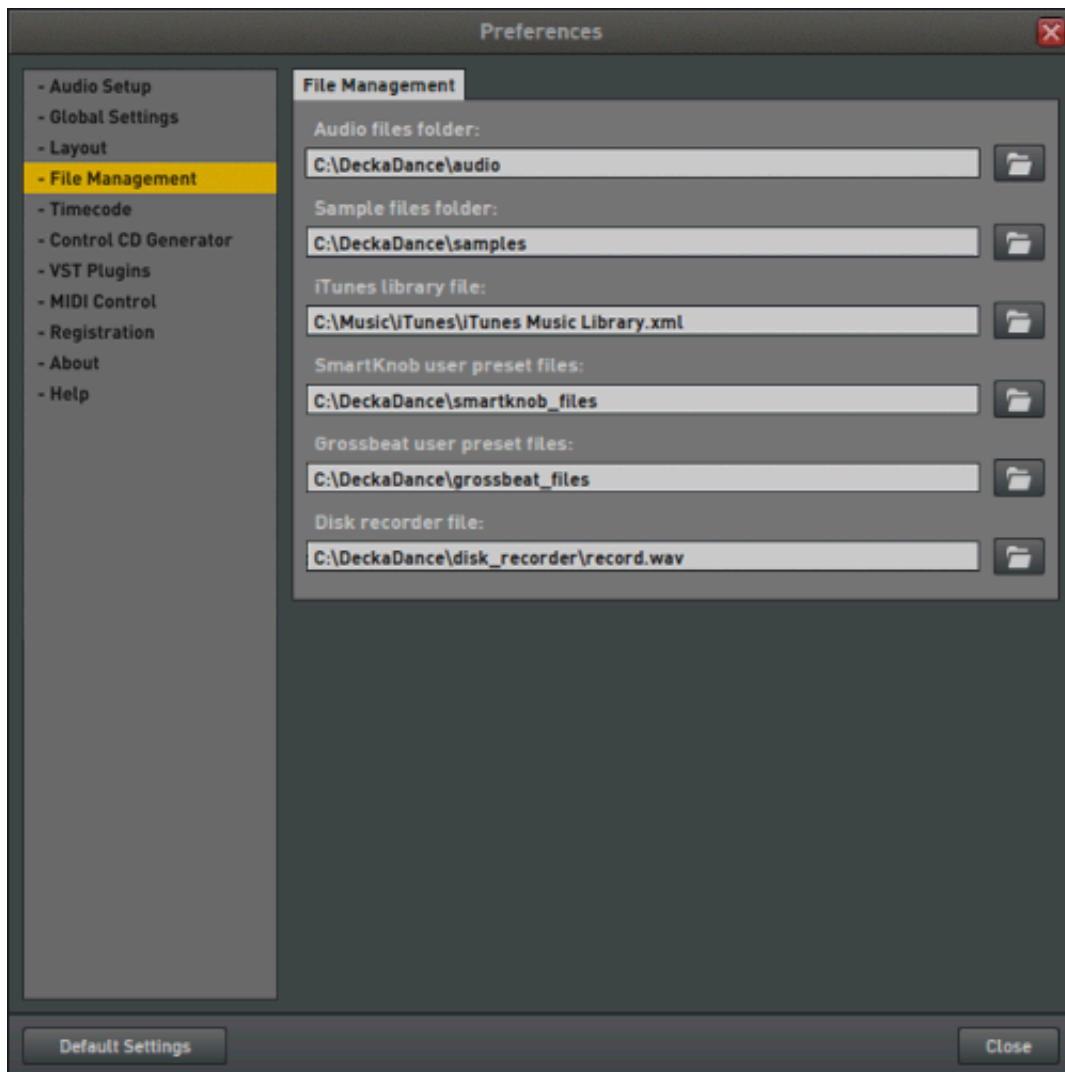 Preferences
- Audio Setup
- Global Settings
- Layout
- File Management
- Timecode
- Control CD Generator
- VST Plugins
- MIDI Control
- Registration
- About
- Help
File Management
Audio files folder:
C:\DeckaDance\audio
Sample files folder:
C:\DeckaDance\samples
iTunes library file:
C:\Music\iTunes\iTunes Music Library.xml
SmartKnob user preset files:
C:\DeckaDance\smartknob_files
Grossbeat user preset files:
C:\DeckaDance\grossbeat_files
Disk recorder file:
C:\DeckaDance\disk_recorder\record.wav
Default Settings
Close